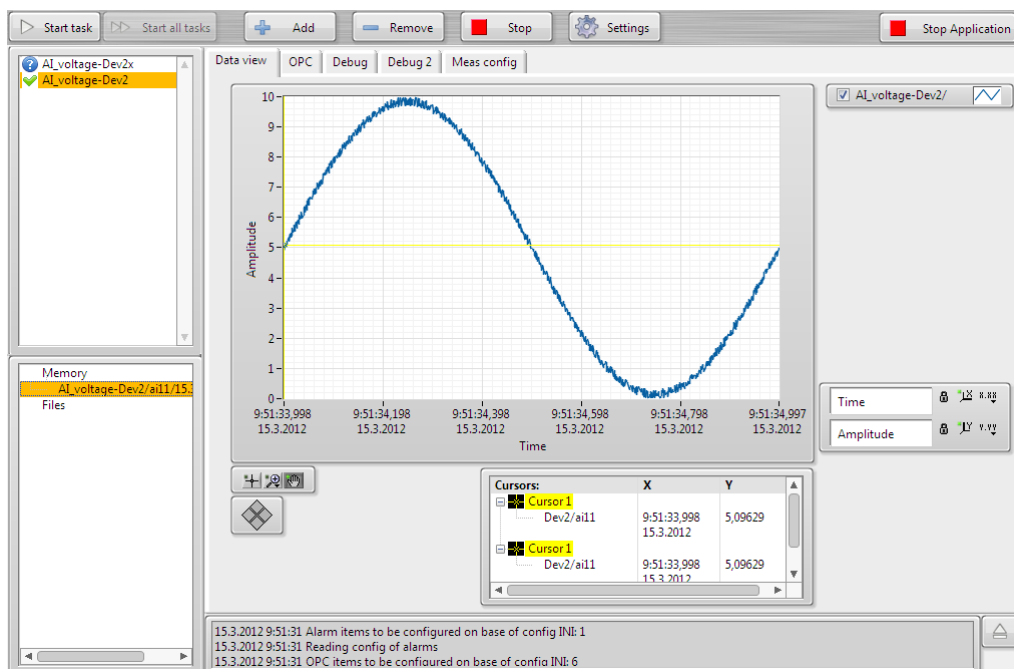 Start task
Start all tasks
Add
Remove
Stop
Settings
Stop Application
AI_voltage-Dev2x
AI_voltage-Dev2
Memory
AI_voltage-Dev2/ai11/15.3
Files
Data view
OPC
Debug
Debug 2
Meas config
Amplitude
10
9
8
7
6
5
4
3
2
1
0
9:51:33,998
15.3.2012
9:51:34,198
15.3.2012
9:51:34,398
15.3.2012
9:51:34,598
15.3.2012
9:51:34,798
15.3.2012
9:51:34,997
15.3.2012
Time
AI_voltage-Dev2/
Time
X.XX
Amplitude
Y.YY
Cursors: X Y
Cursor 1
Dev2/ai11 9:51:33,998 5,09629
15.3.2012
Cursor 1
Dev2/ai11 9:51:33,998 5,09629
15.3.2012
15.3.2012 9:51:31 Alarm items to be configured on base of config INI: 1
15.3.2012 9:51:31 Reading config of alarms
15.3.2012 9:51:31 OPC items to be configured on base of config INI: 6